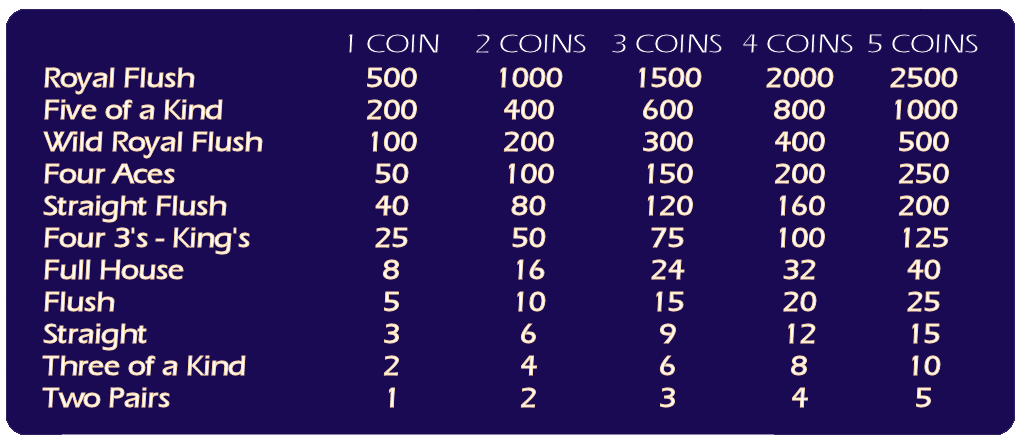 1 COIN 2 COINS 3 COINS 4 COINS 5 COINS
Royal Flush 500 1000 1500 2000 2500
Five of a Kind 200 400 600 800 1000
Wild Royal Flush 100 200 300 400 500
Four Aces 50 100 150 200 250
Straight Flush 40 80 120 160 200
Four 3's - King's 25 50 75 100 125
Full House 8 16 24 32 40
Flush 5 10 15 20 25
Straight 3 6 9 12 15
Three of a Kind 2 4 6 8 10
Two Pairs 1 2 3 4 5